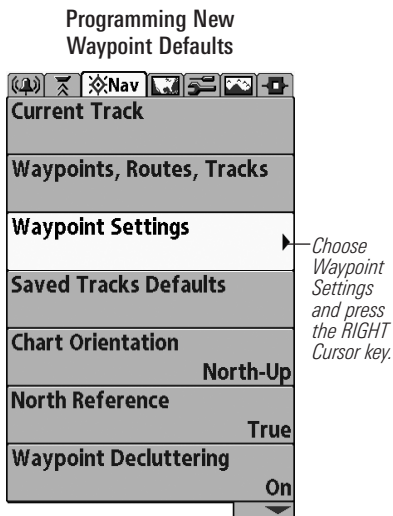 Programming New
Waypoint Defaults
Nav
Current Track
Waypoints, Routes, Tracks
Waypoint Settings
Choose
Waypoint
Settings
and press
the RIGHT
Cursor key.
Saved Tracks Defaults
Chart Orientation
North-Up
North Reference
True
Waypoint Decluttering
On